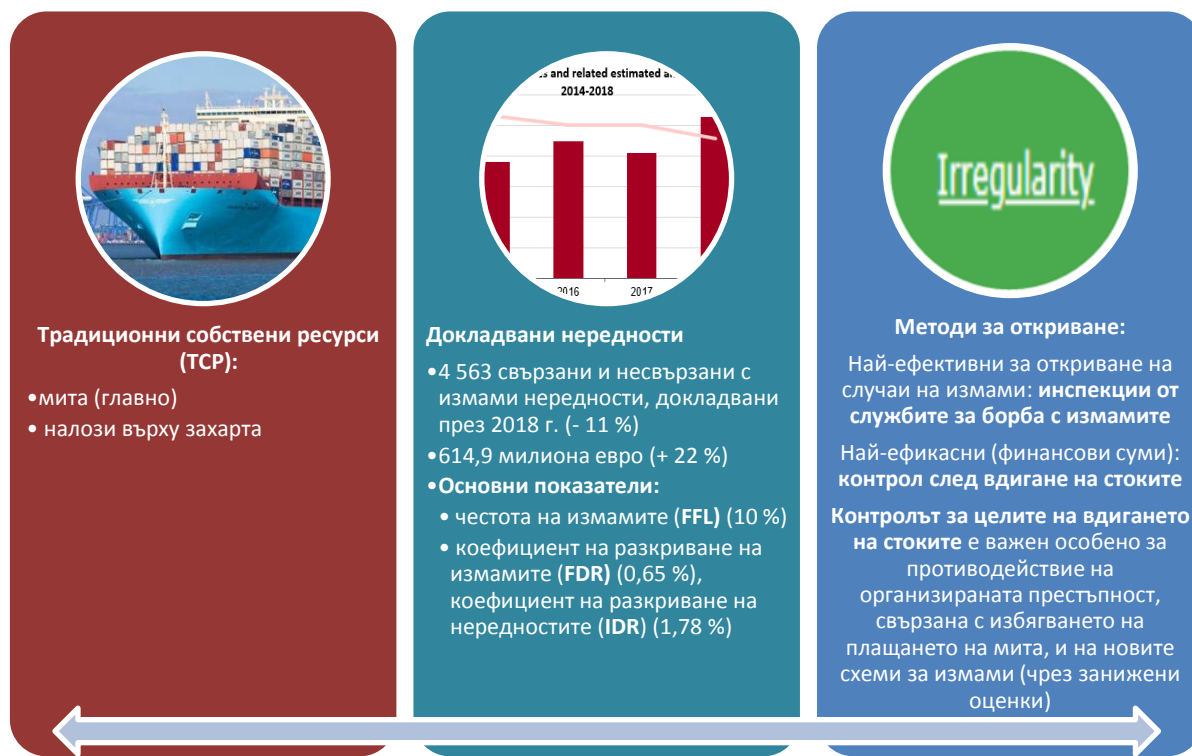 Традиционни собствени ресурси
(ТСР):
•мита (главно)
• налози върху захарта
and related estimated
2014-2018
2016
2017
Докладвани нередности
•4 563 свързани и несвързани с
измами нередности, докладвани
през 2018 г. (- 11 %)
•614,9 милиона евро (+ 22 %)
•Основни показатели:
• честота на измамите (FFL) (10 %)
• коефициент на разкриване на
измамите (FDR) (0,65 %),
коефициент на разкриване на
нередностите (IDR) (1,78 %)
Irregularity
Методи за откриване:
Най-ефективни за откриване на
случаи на измами: инспекции от
службите за борба с измамите
Най-ефикасни (финансови суми):
контрол след вдигане на стоките
Контролът за целите на вдигането
на стоките е важен особено за
противодействие на
организираната престъпност,
свързана с избягването на
плащането на мита, и на новите
схеми за измами (чрез занижени
оценки)